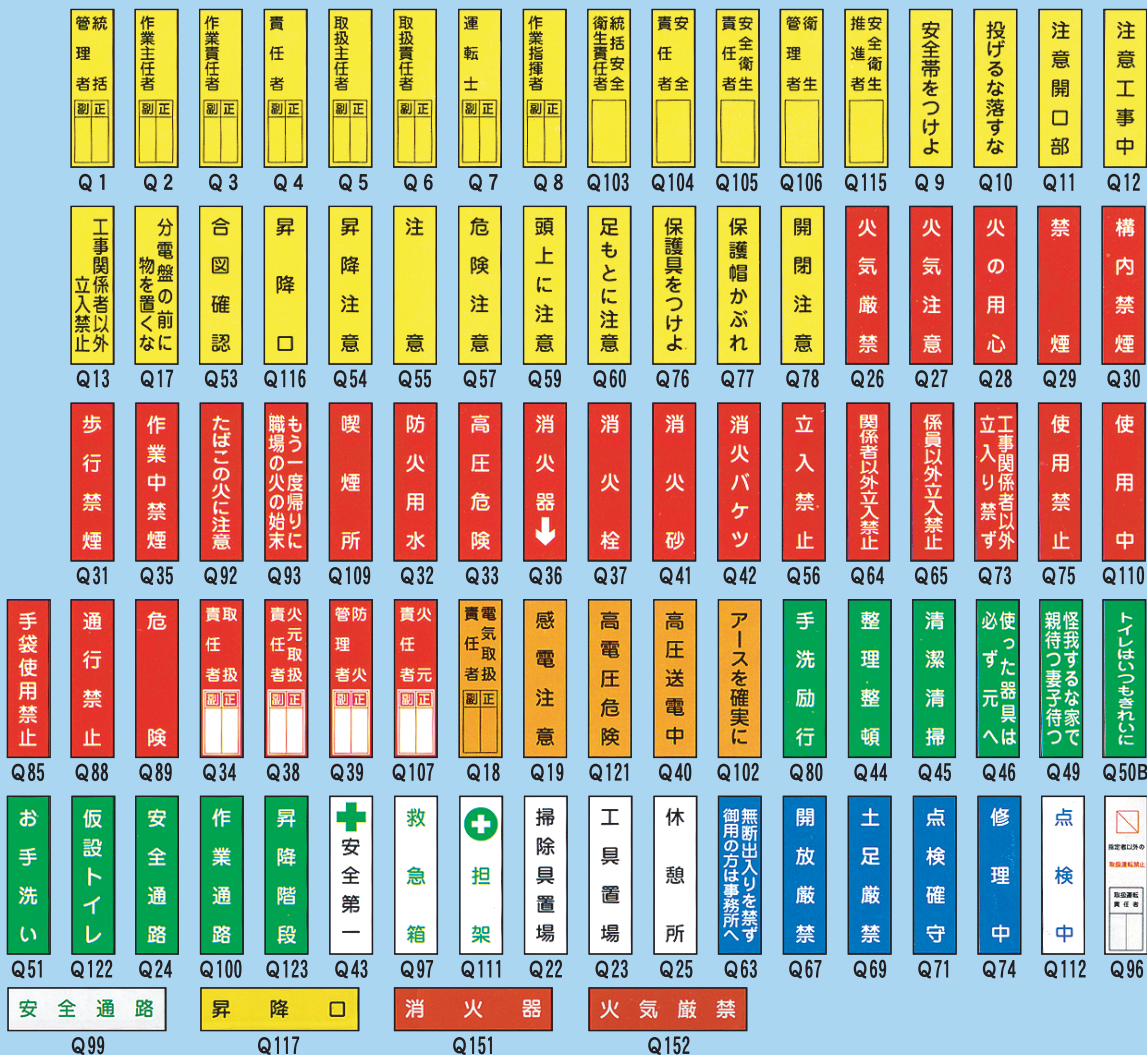 統括
管理者
副 正
Q1
作業主任者
副 正
Q2
作業責任者
副 正
Q3
責任者
副 正
Q4
取扱主任者
副 正
Q5
取扱責任者
副 正
Q6
運転士
副 正
Q7
作業指揮者
副 正
Q8
統括安全
衛生責任者
Q103
安全
責任者
Q104
安全衛生
責任者
Q105
衛生
管理者
Q106
安全衛生
推進者
Q115
安全帯をつけよ
Q9
投げるな落すな
Q10
注意開口部
Q11
注意工事中
Q12
工事関係者以外
立入禁止
Q13
分電盤の前に
物を置くな
Q17
合図確認
Q53
昇降口
Q116
昇降注意
Q54
注意
Q55
危険注意
Q57
頭上に注意
Q59
足もとに注意
Q60
保護具をつけよ
Q76
保護帽かぶれ
Q77
開閉注意
Q78
火気厳禁
Q26
火気注意
Q27
火の用心
Q28
禁煙
Q29
構内禁煙
Q30
歩行禁煙
Q31
作業中禁煙
Q35
たばこの火に注意
Q92
もう一度帰りに
職場の火の始末
Q93
喫煙所
Q109
防火用水
Q32
高圧危険
Q33
消火器
Q36
消火栓
Q37
消火砂
Q41
消火バケツ
Q42
立入禁止
Q56
関係者以外立入禁止
Q64
係員以外立入禁止
Q65
工事関係者以外
立入り禁ず
Q73
使用禁止
Q75
使用中
Q110
手袋使用禁止
Q85
通行禁止
Q88
危険
Q89
取扱
責任者
副 正
Q34
火元取扱
責任者
副 正
Q38
防火
管理者
副 正
Q39
火元
責任者
副 正
Q107
電気取扱
責任者
副 正
Q18
感電注意
Q19
高電圧危険
Q121
高圧送電中
Q40
アースを確実に
Q102
手洗励行
Q80
整理整頓
Q44
清潔清掃
Q45
使った器具は
必ず元へ
Q46
怪我するな家で
親待つ妻子待つ
Q49
トイレはいつもきれいに
Q50B
お手洗い
Q51
仮設トイレ
Q122
安全通路
Q24
作業通路
Q100
昇降階段
Q123
安全第一
Q43
救急箱
Q97
担架
Q111
掃除具置場
Q22
工具置場
Q23
休憩所
Q25
無断出入りを禁ず
御用の方は事務所へ
Q63
開放厳禁
Q67
土足厳禁
Q69
点検確守
Q71
修理中
Q74
点検中
Q112
指定者以外の
取扱運転禁止
取扱運転
責任者
Q96
安全通路
Q99
昇降口
Q117
消火器
Q151
火気厳禁
Q152